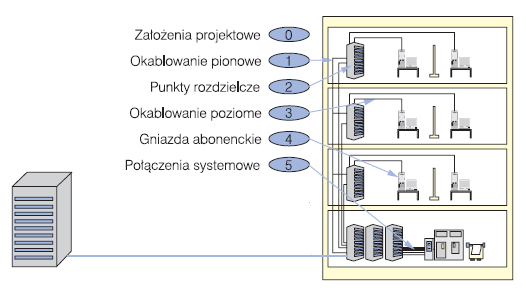 Założenia projektowe 0
Okablowanie pionowe 1
Punkty rozdzielcze 2
Okablowanie poziome 3
Gniazda abonenckie 4
Połączenia systemowe 5